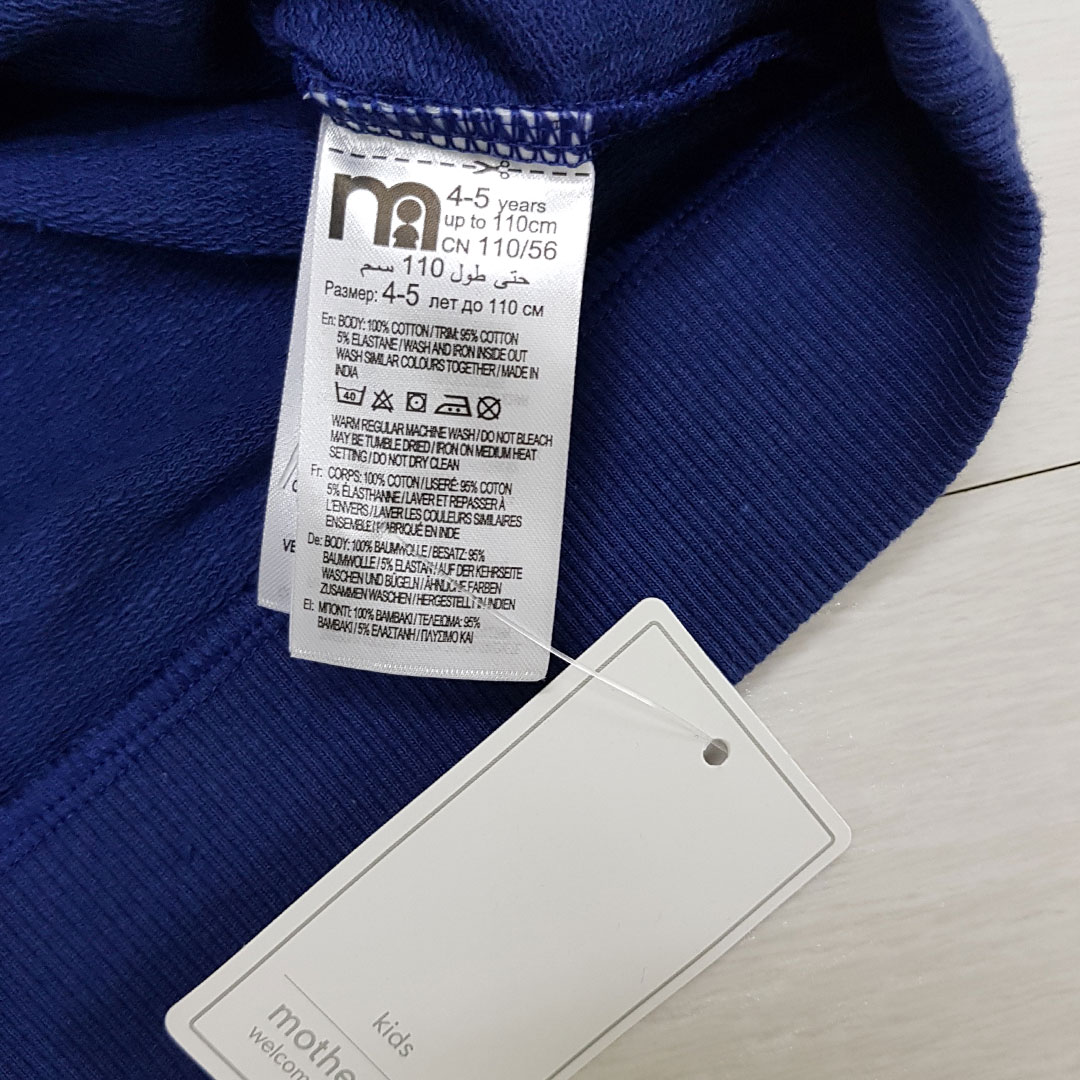 4-5 years
up to 110cm
CN 110/56
حتى طول 110 سم
Размер: 4-5 лет до 110 см
En: BODY: 100% COTTON / TRIM: 95% COTTON
5% ELASTANE / WASH AND IRON INSIDE OUT
WASH SIMILAR COLOURS TOGETHER / MADE IN
INDIA
40
WARM REGULAR MACHINE WASH / DO NOT BLEACH
MAY BE TUMBLE DRIED / IRON ON MEDIUM HEAT
SETTING / DO NOT DRY CLEAN
Fr: CORPS: 100% COTON / LISERÉ: 95% COTON
5% ÉLASTHANNE / LAVER ET REPASSER À
L'ENVERS / LAVER LES COULEURS SIMILAIRES
ENSEMBLE / FABRIQUÉ EN INDE
De: BODY: 100% BAUMWOLLE / BESATZ: 95%
BAUMWOLLE / 5% ELASTAN / AUF DER KEHRSEITE
WASCHEN UND BÜGELN / ÄHNLICHE FARBEN
ZUSAMMEN WASCHEN / HERGESTELLT IN INDIEN
El: ΜΠΟΝΤΙ: 100% ΒΑΜΒΑΚΙ / ΤΕΛΕΙΩΜΑ: 95%
ΒΑΜΒΑΚΙ / 5% ΕΛΑΣΤΑΝΗ / ΠΛΥΣΙΜΟ ΚΑΙ
VE
kids
mothe
welcom